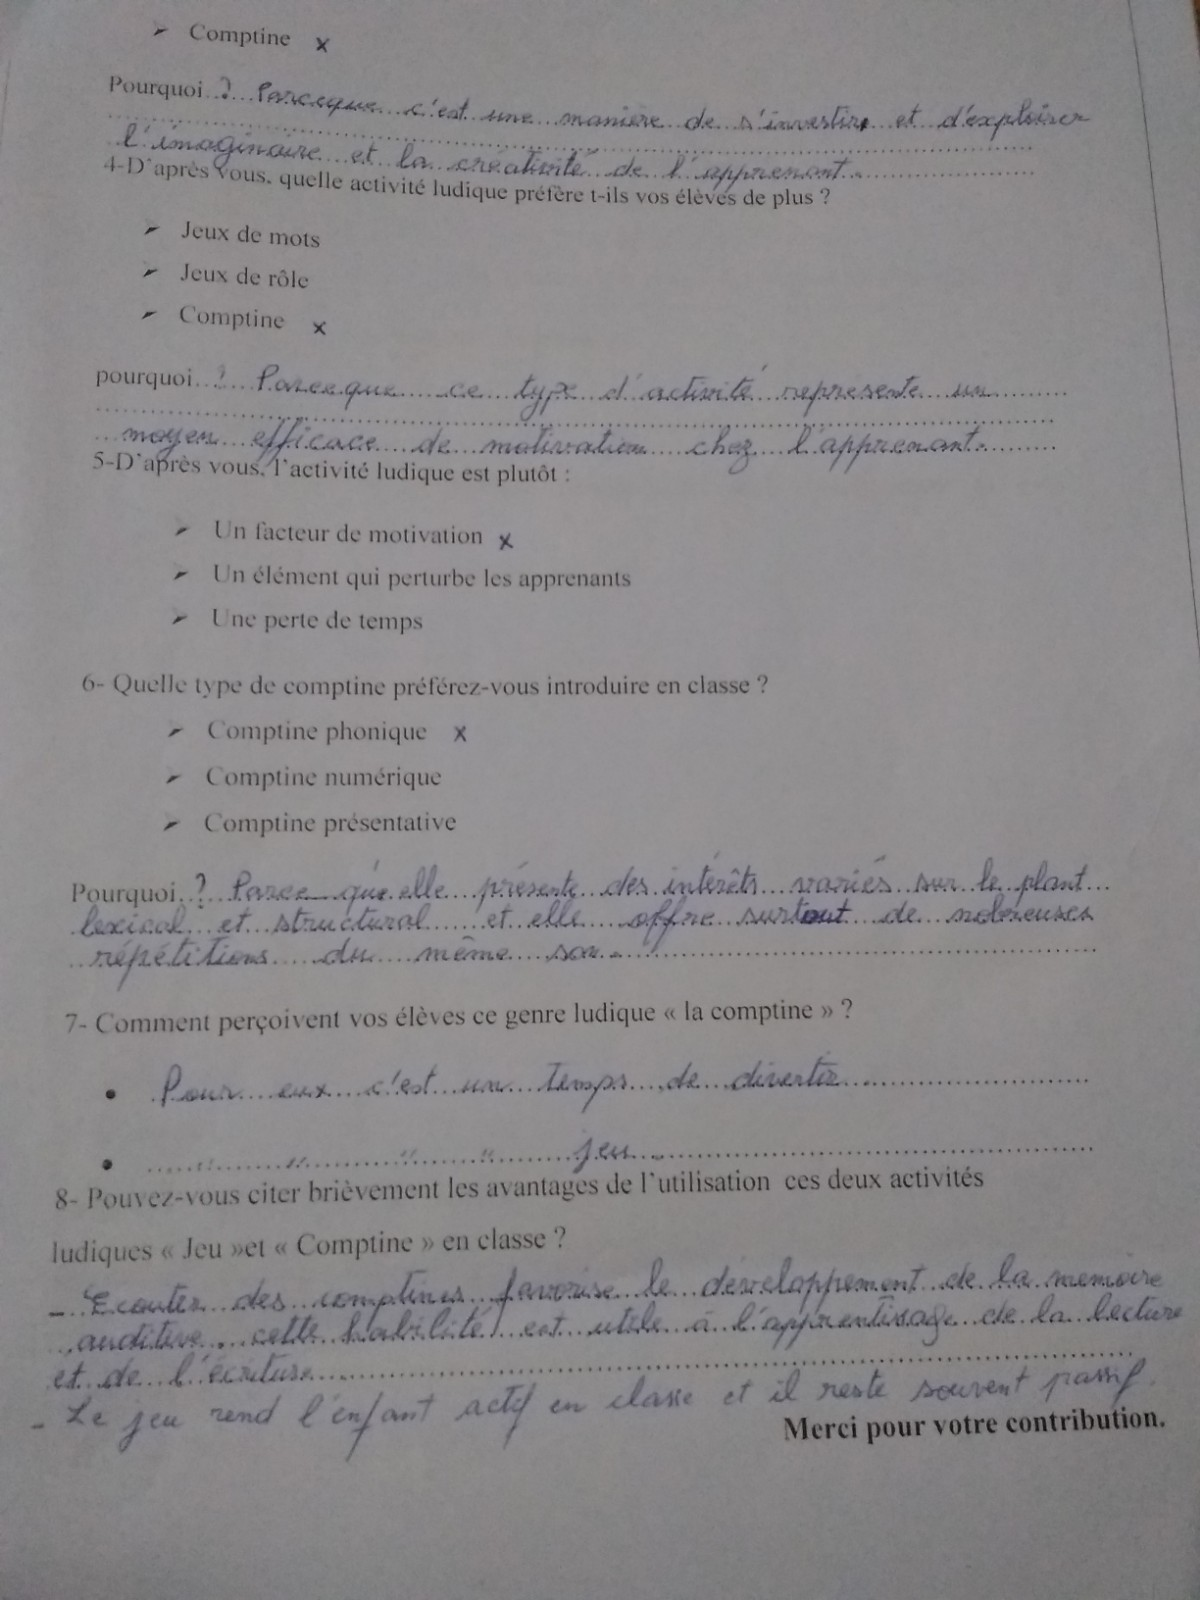 ➤ Comptine x
Pourquoi..?... Parceque c'est une manière de s'investir et d'exploirer
l'imaginaire et la créativité de l'apprenant.
4-D'après vous, quelle activité ludique préfère t-ils vos élèves de plus ?
➤ Jeux de mots
➤ Jeux de rôle
➤ Comptine x
pourquoi..?... Parceque ce type d'activité represente un
moyen efficace de motivation chez l'apprenant.
5-D'après vous, l'activité ludique est plutôt :
➤ Un facteur de motivation x
➤ Un élément qui perturbe les apprenants
➤ Une perte de temps
6- Quelle type de comptine préférez-vous introduire en classe ?
➤ Comptine phonique x
➤ Comptine numérique
➤ Comptine présentative
Pourquoi..?.. Parce que elle présente des intérêts variés sur le plant
lexical et structural et elle offre surtout de nobreuses
répétitions du même son.
7- Comment perçoivent vos élèves ce genre ludique « la comptine » ?
• Pour eux c'est un temps de divertir
• " " " " jeu
8- Pouvez-vous citer brièvement les avantages de l'utilisation ces deux activités
ludiques « Jeu »et « Comptine » en classe ?
- Ecouter des comptines favorise le developpement de la memoire
auditive, cette habilité est utile à l'apprentissage de la lecture
et de l'écriture
- Le jeu rend l'enfant actif en classe et il reste souvent passif.
Merci pour votre contribution.